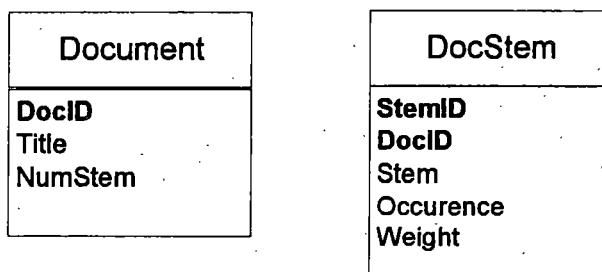 Document
DocID
Title
NumStem
DocStem
StemID
DocID
Stem
Occurence
Weight